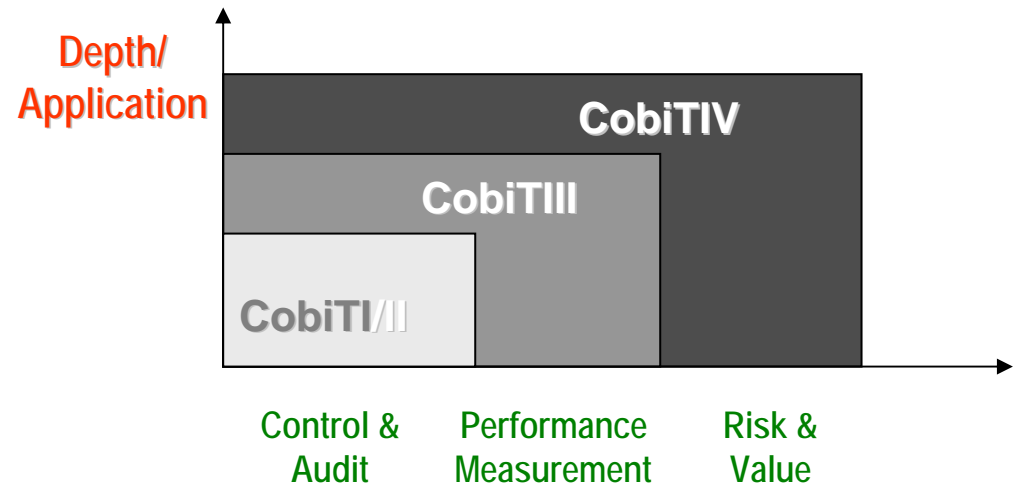 Depth/
Application
CobiTIV
CobiTIII
CobiTI/II
Control &
Audit
Performance
Measurement
Risk &
Value